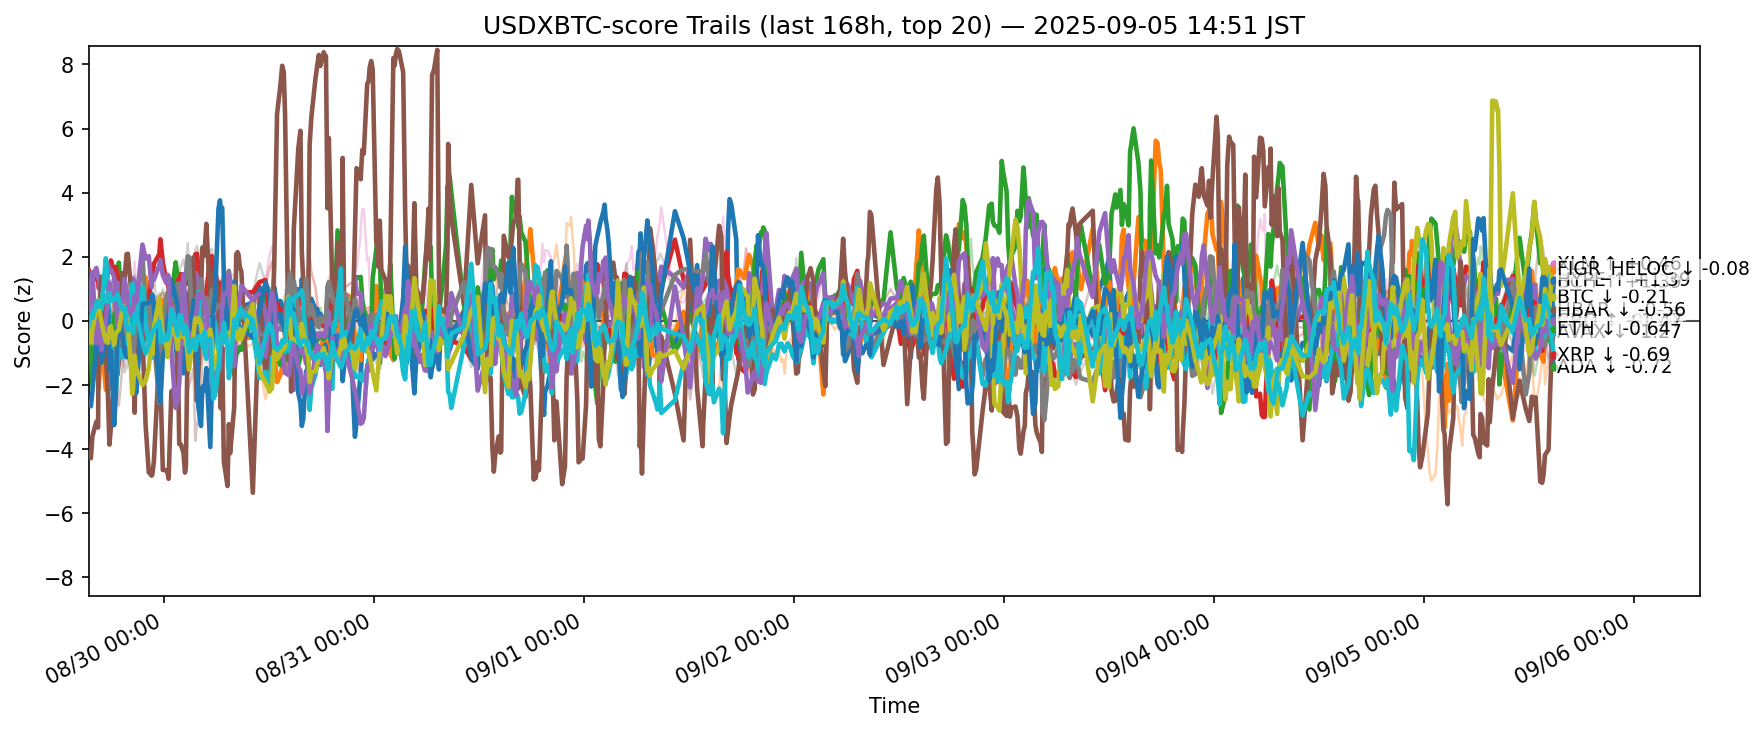 USDXBTC-score Trails (last 168h, top 20) — 2025-09-05 14:51 JST
Score (z)
8
6
4
2
0
−2
−4
−6
−8
FIGR_HELOC ↓ -0.08
BTC ↓ -0.21
HBAR ↓ -0.56
ETH ↓ -0.647
XRP ↓ -0.69
ADA ↓ -0.72
08/30 00:00
08/31 00:00
09/01 00:00
09/02 00:00
09/03 00:00
09/04 00:00
09/05 00:00
09/06 00:00
Time